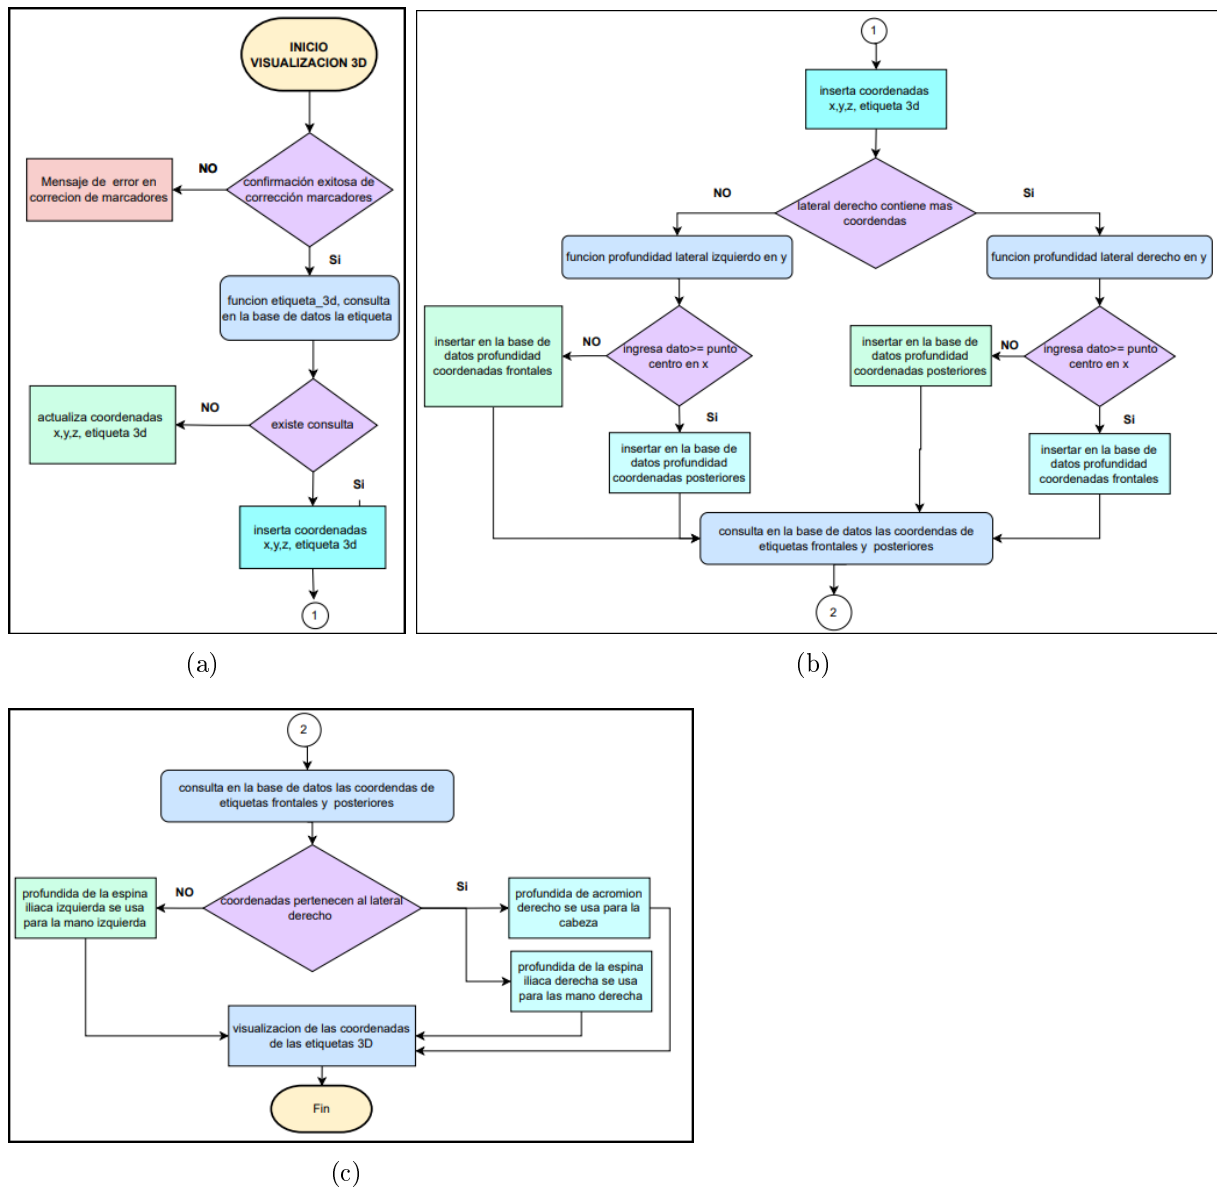 INICIO
VISUALIZACION 3D
confirmación exitosa de
corrección marcadores
NO
Mensaje de error en
correcion de marcadores
Si
funcion etiqueta_3d, consulta
en la base de datos la etiqueta
existe consulta
NO
actualiza coordenadas
x,y,z, etiqueta 3d
Si
inserta coordenadas
x,y,z, etiqueta 3d
1
(a)
1
inserta coordenadas
x,y,z, etiqueta 3d
lateral derecho contiene mas
coordendas
NO
Si
funcion profundidad lateral izquierdo en y
funcion profundidad lateral derecho en y
ingresa dato>= punto
centro en x
NO
insertar en la base de
datos profundidad
coordenadas frontales
Si
insertar en la base de
datos profundidad
coordenadas posteriores
ingresa dato>= punto
centro en x
NO
insertar en la base de
datos profundidad
coordenadas posteriores
Si
insertar en la base de
datos profundidad
coordenadas frontales
consulta en la base de datos las coordendas de
etiquetas frontales y posteriores
2
(b)
2
consulta en la base de datos las coordendas de
etiquetas frontales y posteriores
coordenadas pertenecen al lateral
derecho
NO
profundida de la espina
iliaca izquierda se usa
para la mano izquierda
Si
profundida de acromion
derecho se usa para la
cabeza
profundida de la espina
iliaca derecha se usa
para las mano derecha
visualizacion de las coordenadas
de las etiquetas 3D
Fin
(c)